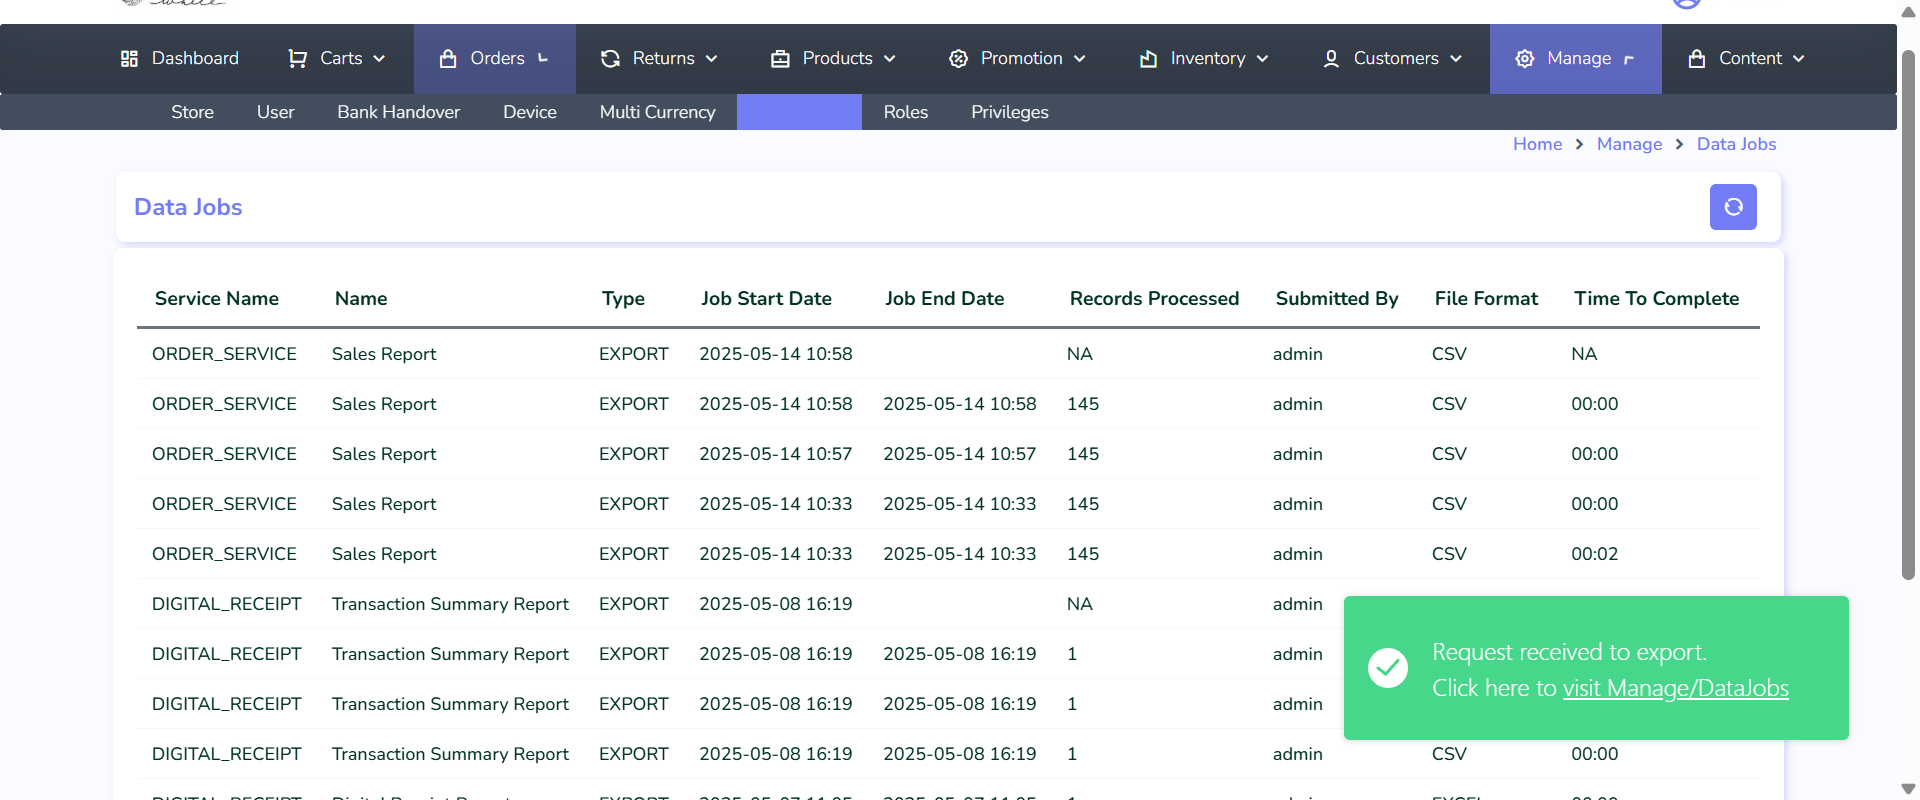 Dashboard Carts Orders Returns Products Promotion Inventory Customers Manage Content
Store User Bank Handover Device Multi Currency Roles Privileges
Home > Manage > Data Jobs
Data Jobs
Service Name Name Type Job Start Date Job End Date Records Processed Submitted By File Format Time To Complete
ORDER_SERVICE Sales Report EXPORT 2025-05-14 10:58 NA admin CSV NA
ORDER_SERVICE Sales Report EXPORT 2025-05-14 10:58 2025-05-14 10:58 145 admin CSV 00:00
ORDER_SERVICE Sales Report EXPORT 2025-05-14 10:57 2025-05-14 10:57 145 admin CSV 00:00
ORDER_SERVICE Sales Report EXPORT 2025-05-14 10:33 2025-05-14 10:33 145 admin CSV 00:00
ORDER_SERVICE Sales Report EXPORT 2025-05-14 10:33 2025-05-14 10:33 145 admin CSV 00:02
DIGITAL_RECEIPT Transaction Summary Report EXPORT 2025-05-08 16:19 NA admin
DIGITAL_RECEIPT Transaction Summary Report EXPORT 2025-05-08 16:19 2025-05-08 16:19 1 admin
DIGITAL_RECEIPT Transaction Summary Report EXPORT 2025-05-08 16:19 2025-05-08 16:19 1 admin
DIGITAL_RECEIPT Transaction Summary Report EXPORT 2025-05-08 16:19 2025-05-08 16:19 1 admin CSV 00:00
Request received to export.
Click here to visit Manage/DataJobs